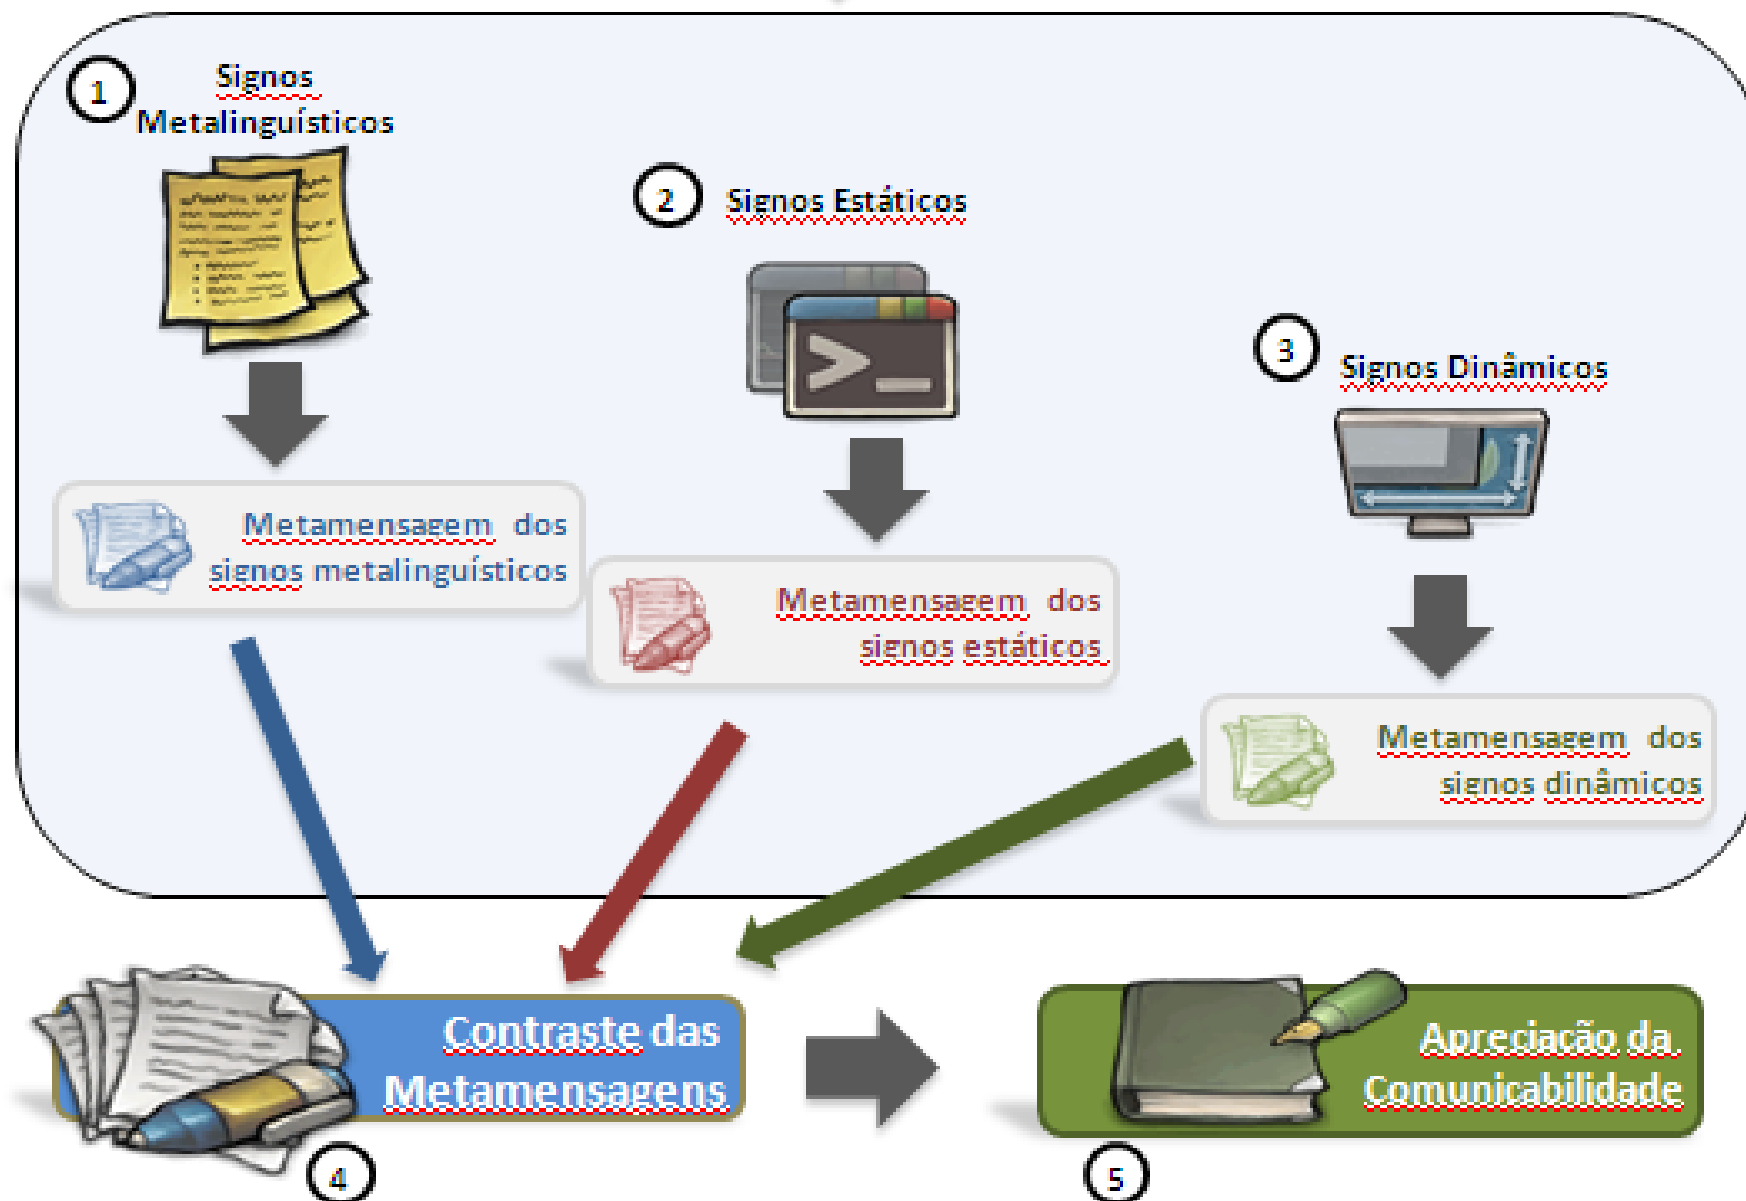 1
Signos
Metalinguísticos
2
Signos Estáticos
3
Signos Dinâmicos
Metamensagem dos
signos metalinguísticos
Metamensagem dos
signos estáticos
Metamensagem dos
signos dinâmicos
Contraste das
Metamensagens
4
Apreciação da
Comunicabilidade
5